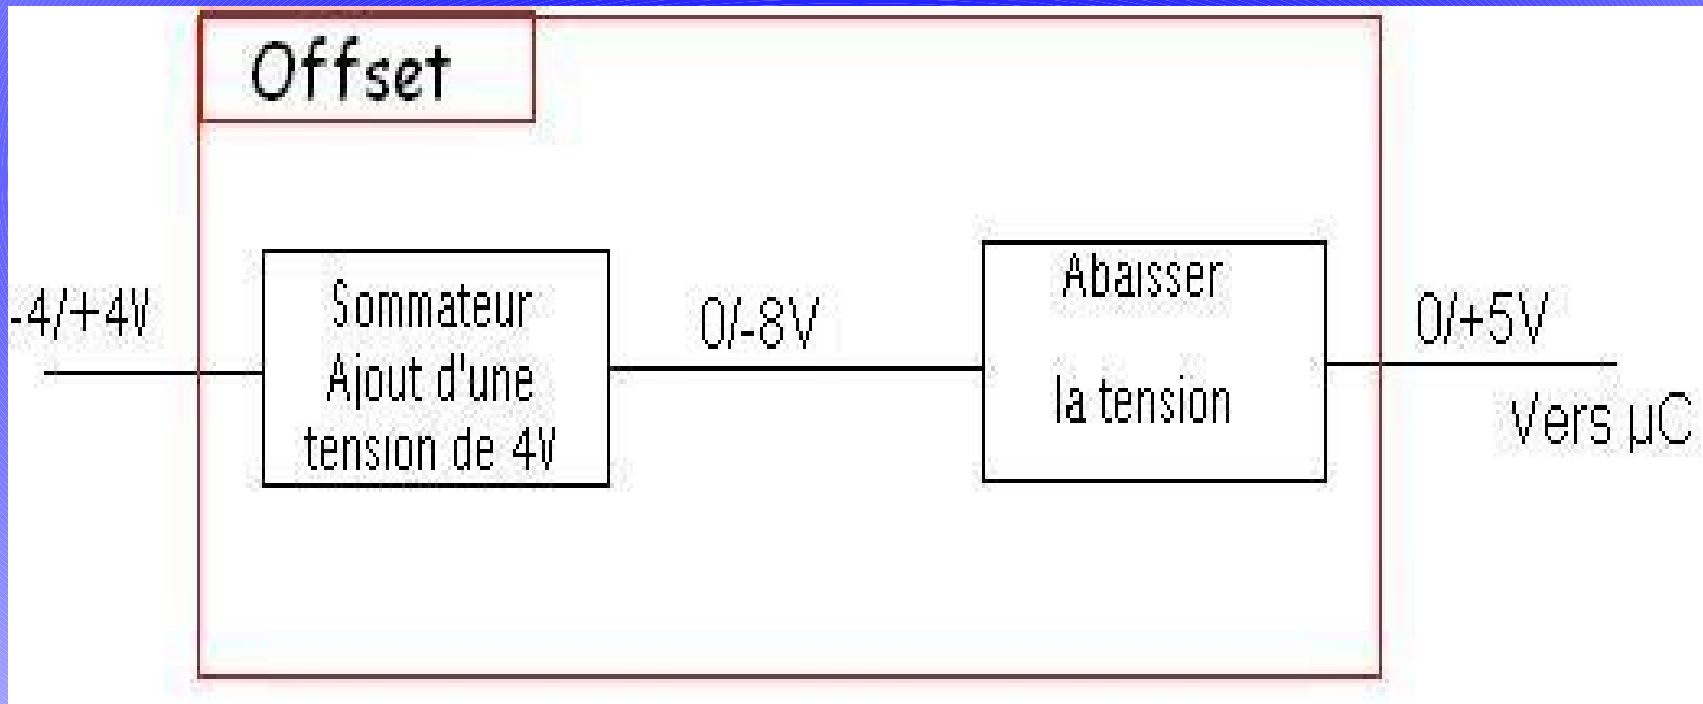 Offset
-4/+4V
Sommateur
Ajout d'une
tension de 4V
0/-8V
Abaisser
la tension
0/+5V
Vers µC